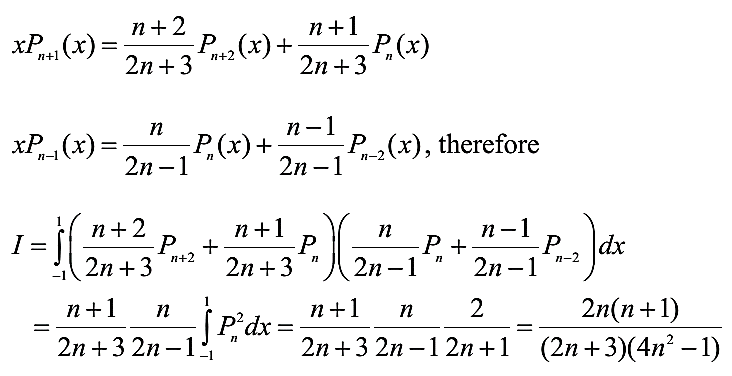 $xP_{n+1}(x) = \frac{n+2}{2n+3} P_{n+2}(x) + \frac{n+1}{2n+3} P_n(x)$
$xP_{n-1}(x) = \frac{n}{2n-1} P_n(x) + \frac{n-1}{2n-1} P_{n-2}(x)$, therefore
$I = \int_{-1}^{1} \left( \frac{n+2}{2n+3} P_{n+2} + \frac{n+1}{2n+3} P_n \right) \left( \frac{n}{2n-1} P_n + \frac{n-1}{2n-1} P_{n-2} \right) dx$
$= \frac{n+1}{2n+3} \frac{n}{2n-1} \int_{-1}^{1} P_n^2 dx = \frac{n+1}{2n+3} \frac{n}{2n-1} \frac{2}{2n+1} = \frac{2n(n+1)}{(2n+3)(4n^2-1)}$